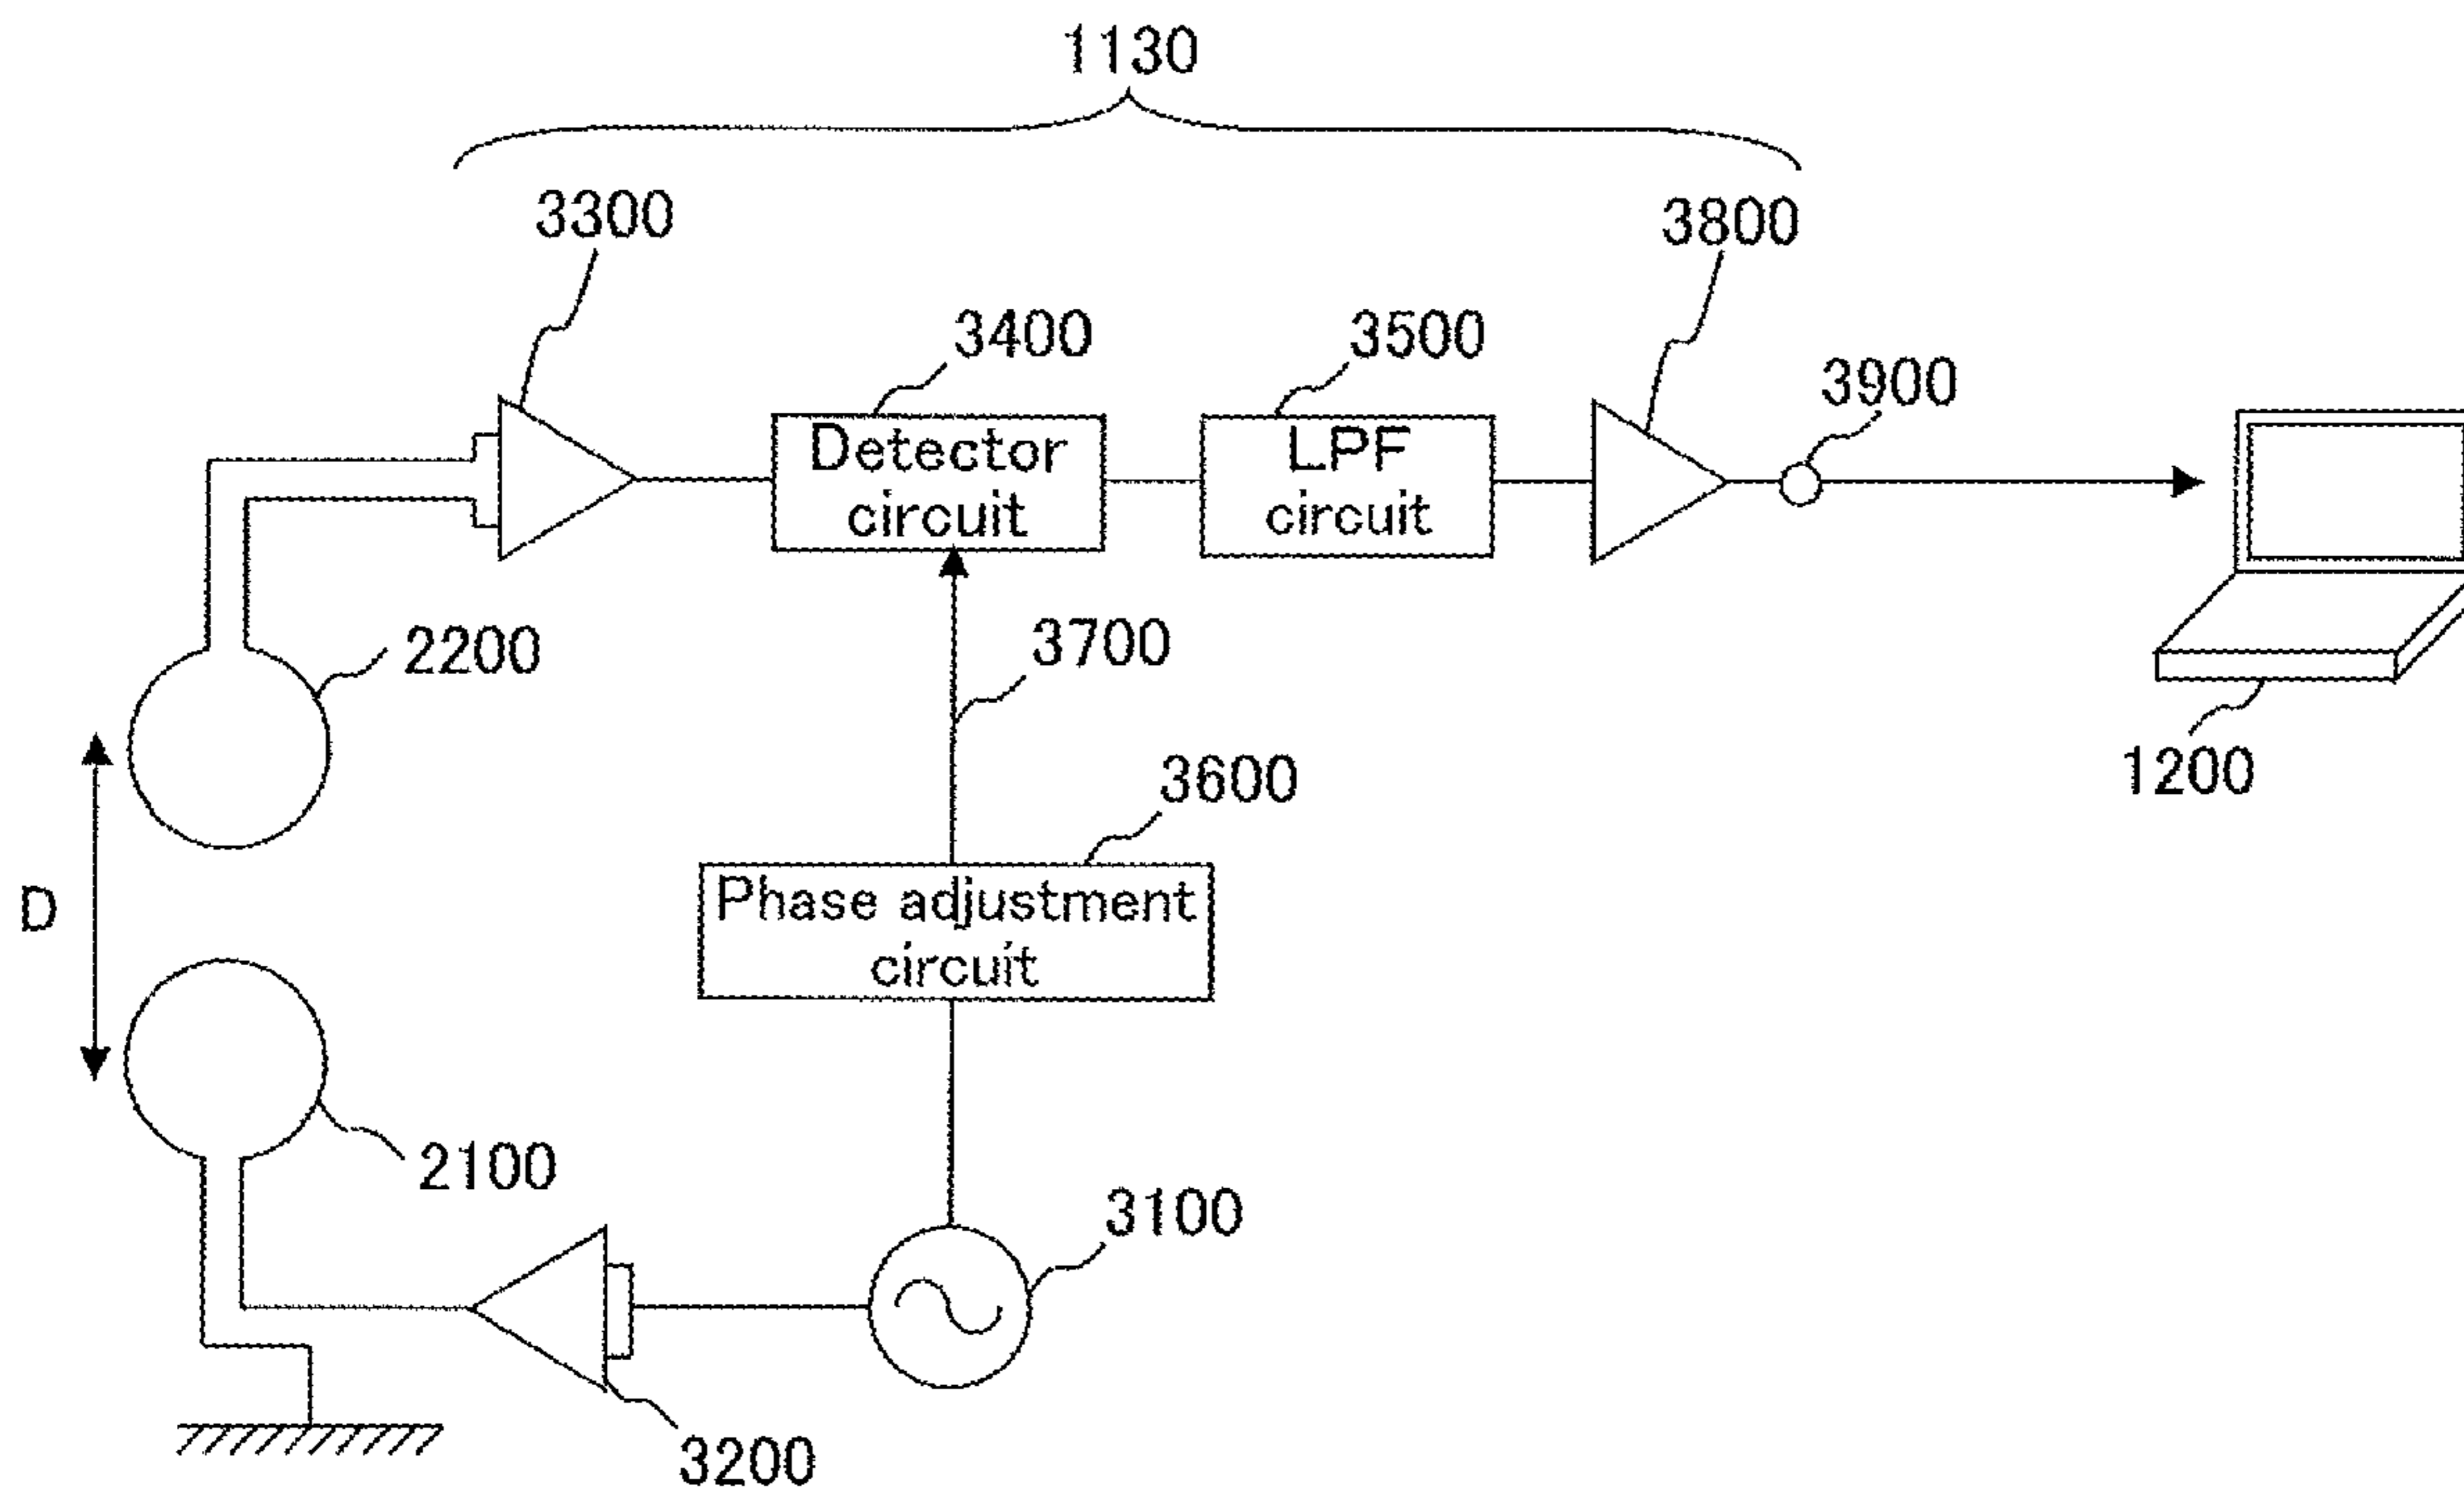 1130
3300
3800
3400
3500
3900
Detector
circuit
LPF
circuit
2200
3700
1200
3600
D
Phase adjustment
circuit
2100
3100
3200